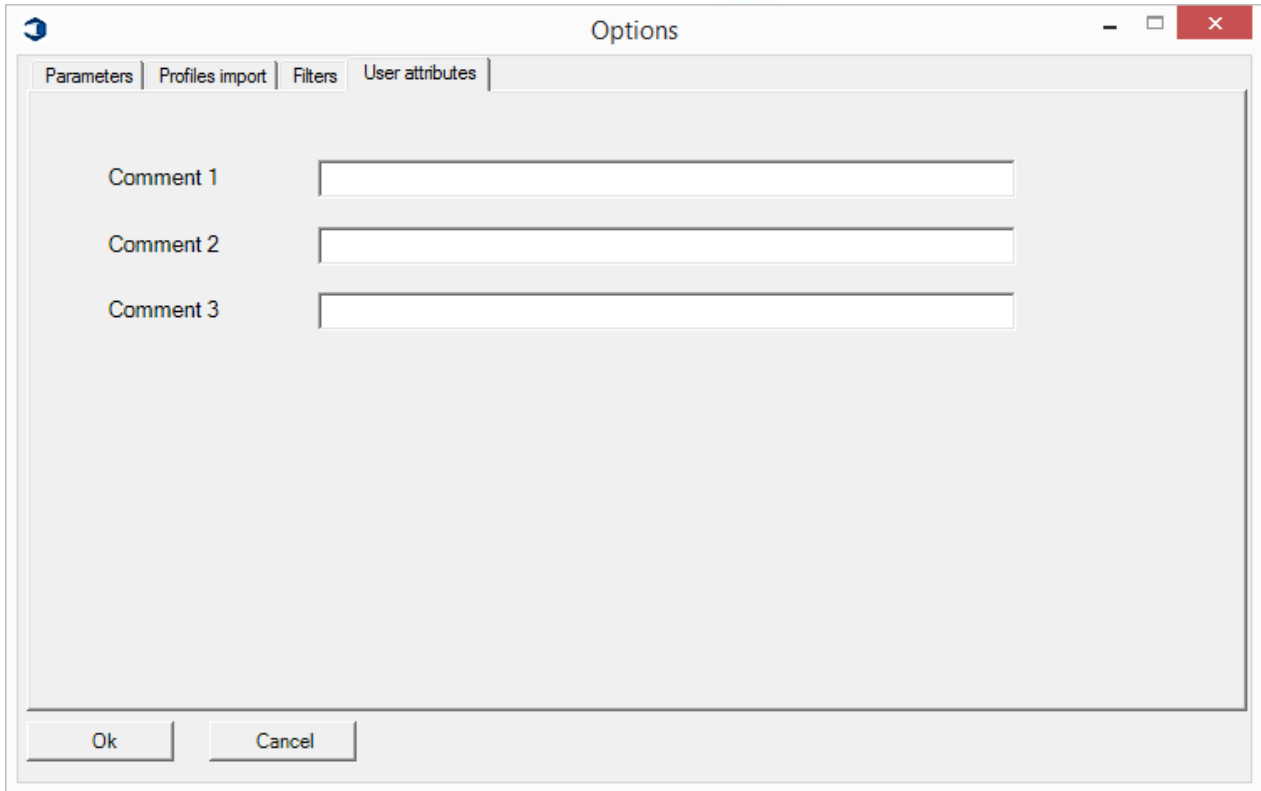 Options
Parameters Profiles import Filters User attributes
Comment 1
Comment 2
Comment 3
Ok Cancel